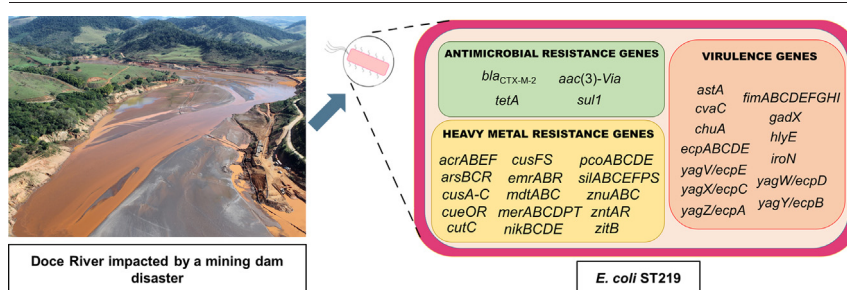 ANTIMICROBIAL RESISTANCE GENES
blaCTX-M-2 aac(3)-Via
tetA sul1
HEAVY METAL RESISTANCE GENES
acrABEF cusFS pcoABCDE
arsBCR emrABR silABCEFPS
cusA-C mdtABC znuABC
cueOR merABCDPT zntAR
cutC nikBCDE zitB
VIRULENCE GENES
astA
cvaC
chuA
ecpABCDE
yagV/ecpE
yagX/ecpC
yagZ/ecpA
fimABCDEFGHI
gadX
hlyE
iroN
yagW/ecpD
yagY/ecpB
Doce River impacted by a mining dam
disaster
E. coli ST219